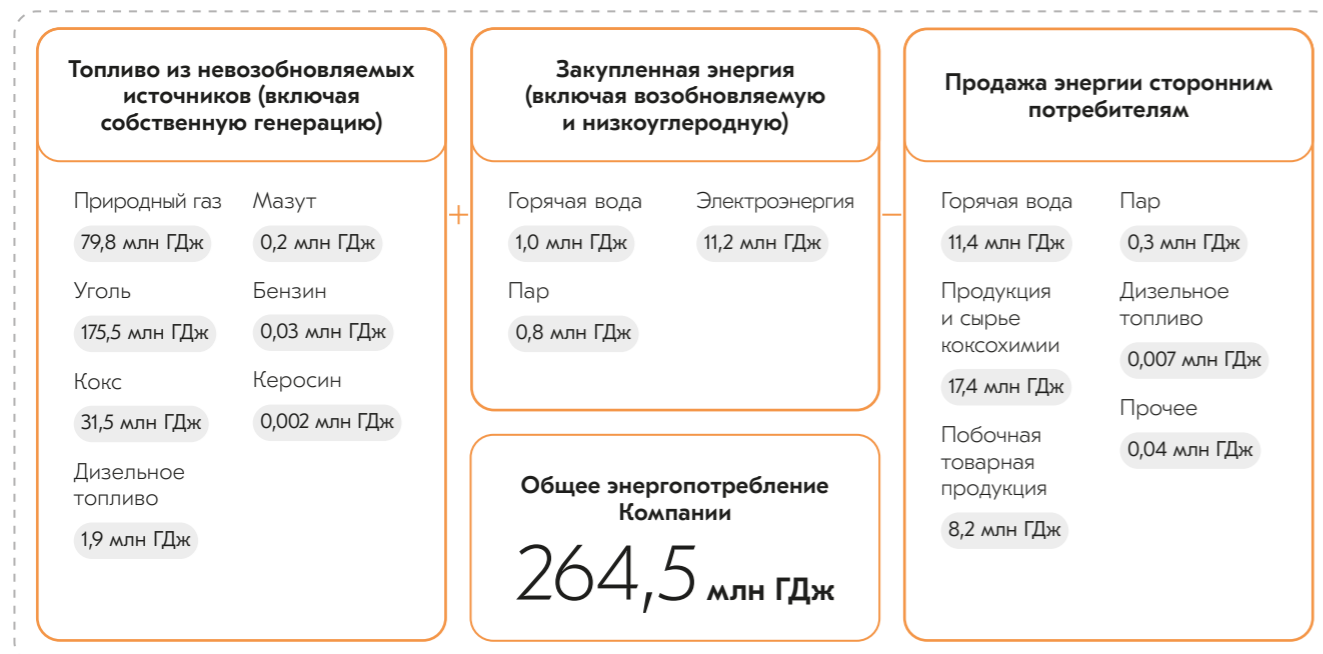 Топливо из невозобновляемых
источников (включая
собственную генерацию)
Природный газ
79,8 млн ГДж
Мазут
0,2 млн ГДж
Уголь
175,5 млн ГДж
Бензин
0,03 млн ГДж
Кокс
31,5 млн ГДж
Керосин
0,002 млн ГДж
Дизельное
топливо
1,9 млн ГДж
+
Закупленная энергия
(включая возобновляемую
и низкоуглеродную)
Горячая вода
1,0 млн ГДж
Электроэнергия
11,2 млн ГДж
Пар
0,8 млн ГДж
−
Продажа энергии сторонним
потребителям
Горячая вода
11,4 млн ГДж
Пар
0,3 млн ГДж
Продукция
и сырье
коксохимии
17,4 млн ГДж
Дизельное
топливо
0,007 млн ГДж
Побочная
товарная
продукция
8,2 млн ГДж
Прочее
0,04 млн ГДж
Общее энергопотребление
Компании
264,5 млн ГДж